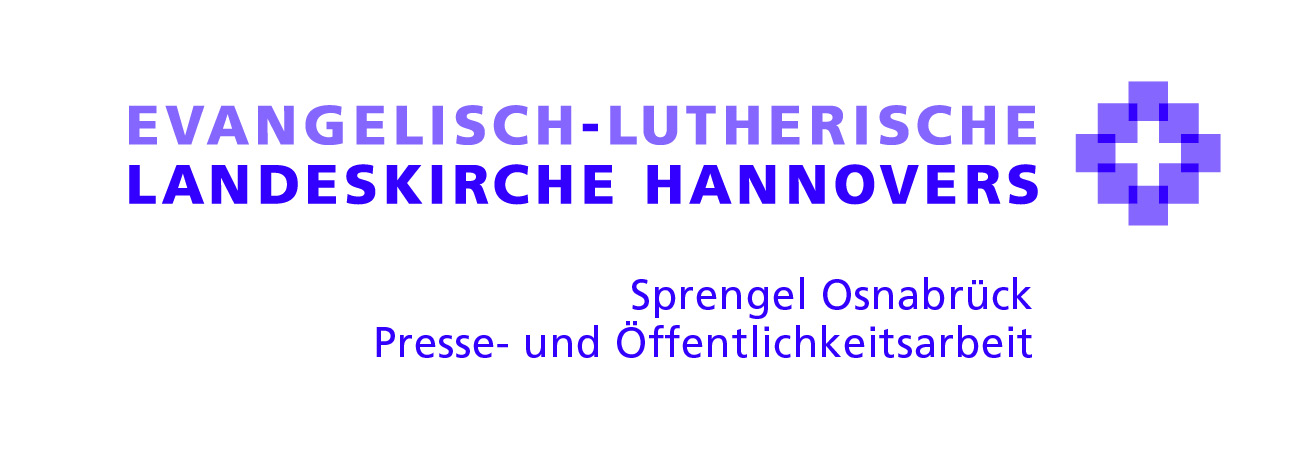 EVANGELISCH-LUTHERISCHE
LANDESKIRCHE HANNOVERS
Sprengel Osnabrück
Presse- und Öffentlichkeitsarbeit